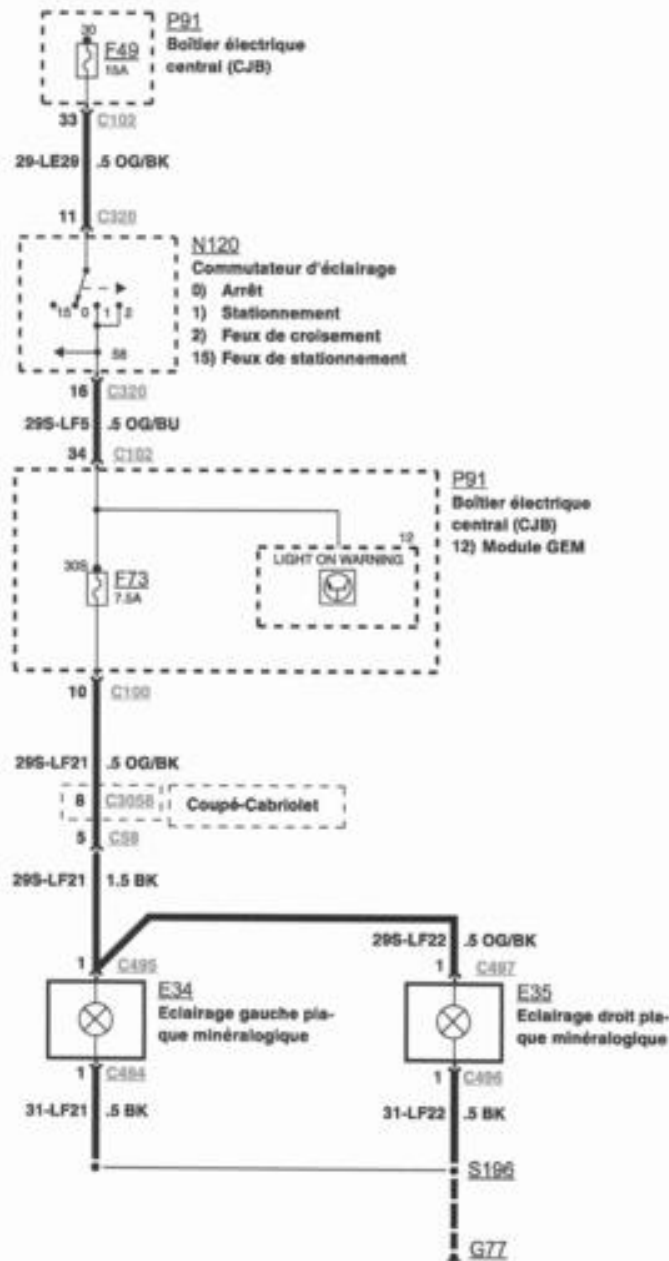 P91
Boîtier électrique
central (CJB)
30
F49
15A
33 C102
29-LE29 .5 OG/BK
11 C320
N120
Commutateur d'éclairage
0) Arrêt
1) Stationnement
2) Feux de croisement
15) Feux de stationnement
15 0 1 2
58
16 C320
29S-LF5 .5 OG/BU
34 C102
P91
Boîtier électrique
central (CJB)
12) Module GEM
12
LIGHT ON WARNING
30S
F73
7.5A
10 C100
29S-LF21 .5 OG/BK
8 C3058 Coupé-Cabriolet
5 C58
29S-LF21 1.5 BK
29S-LF22 .5 OG/BK
1 C495
1 C497
E34
Eclairage gauche pla-
que minéralogique
E35
Eclairage droit pla-
que minéralogique
1 C494
1 C496
31-LF21 .5 BK
31-LF22 .5 BK
S196
G77